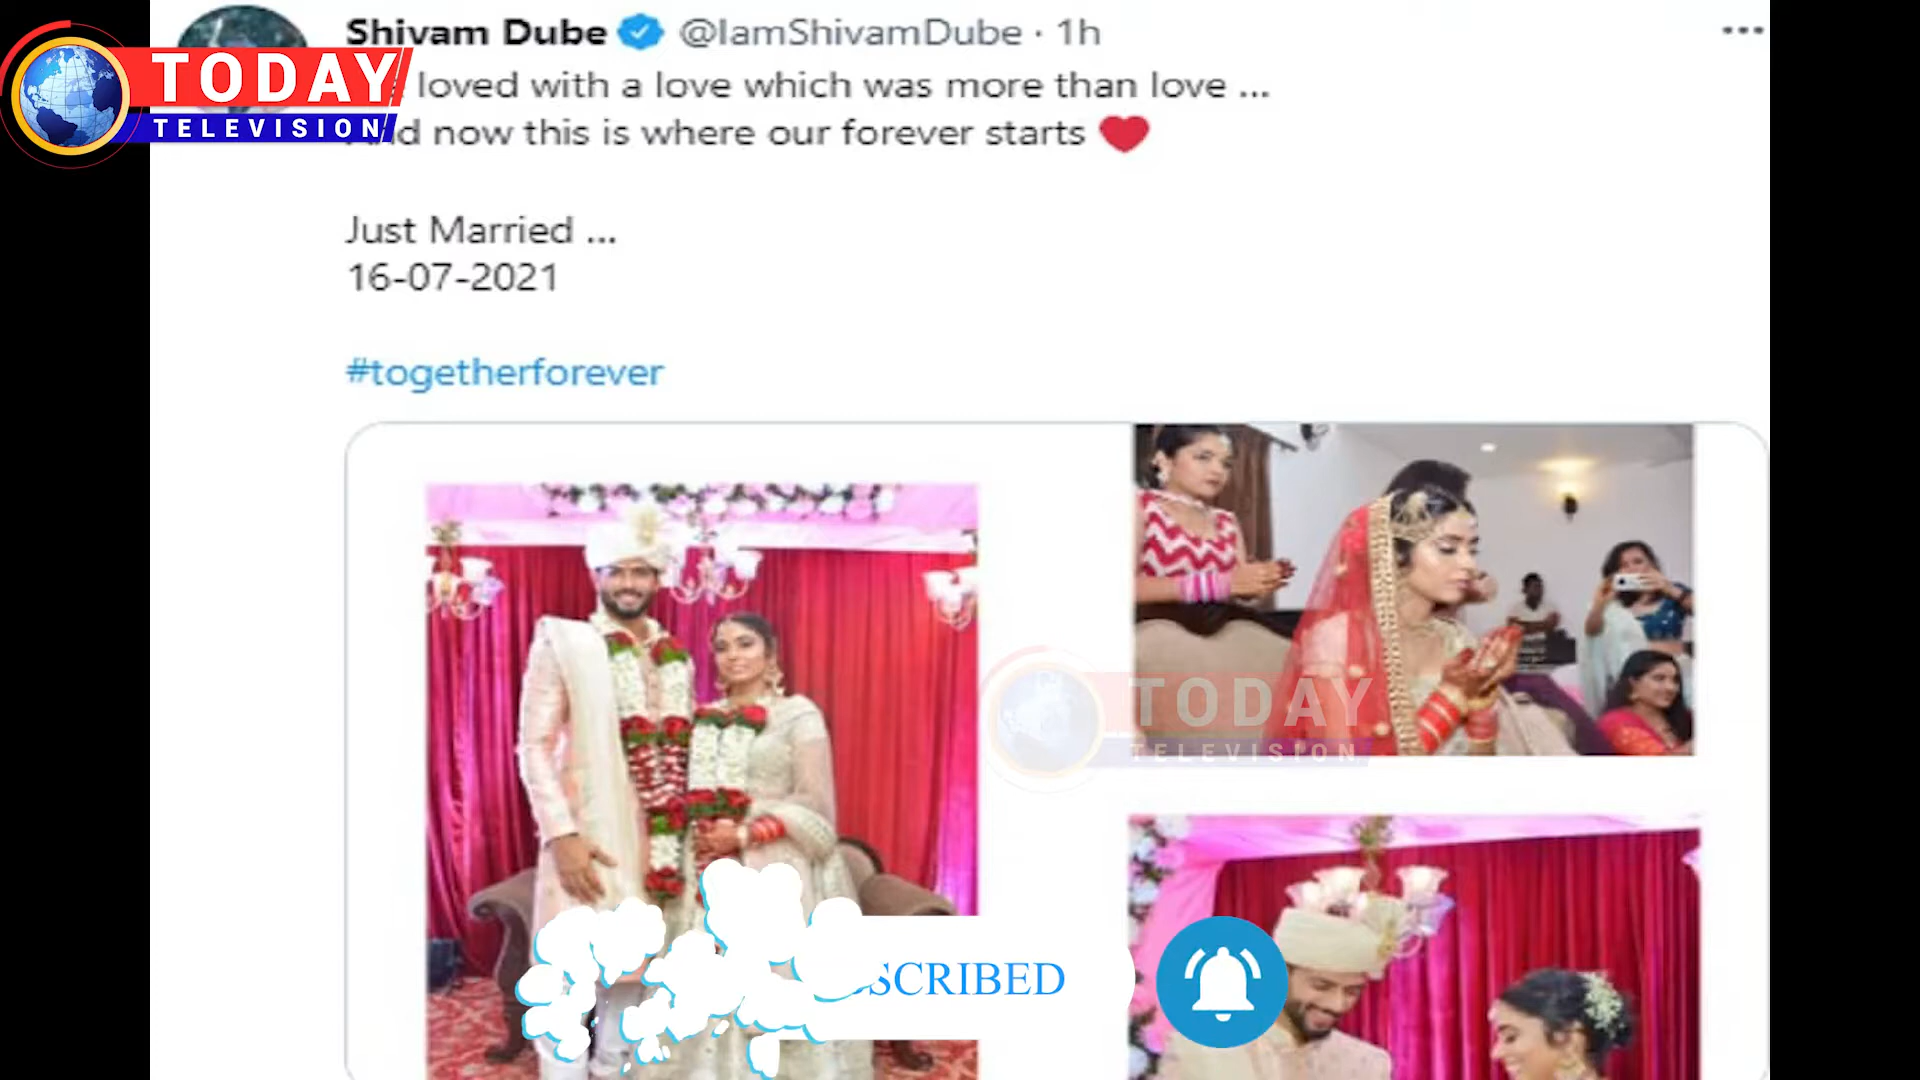 Shivam Dube @IamShivamDube · 1h
TODAY
TELEVISION
loved with a love which was more than love ...
now this is where our forever starts ❤
Just Married ...
16-07-2021
#togetherforever
TODAY
TELEVISION
SCRIBED